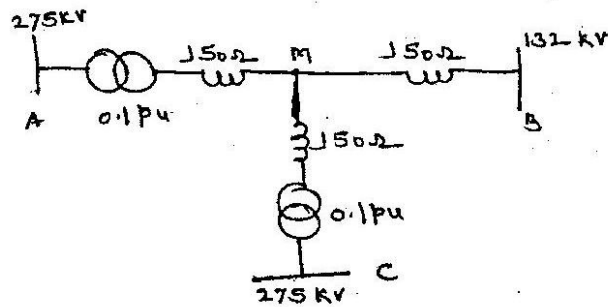 275KV
J50Ω M J50Ω 132 KV
A 0.1pu B
J50Ω
0.1pu
C
275 KV